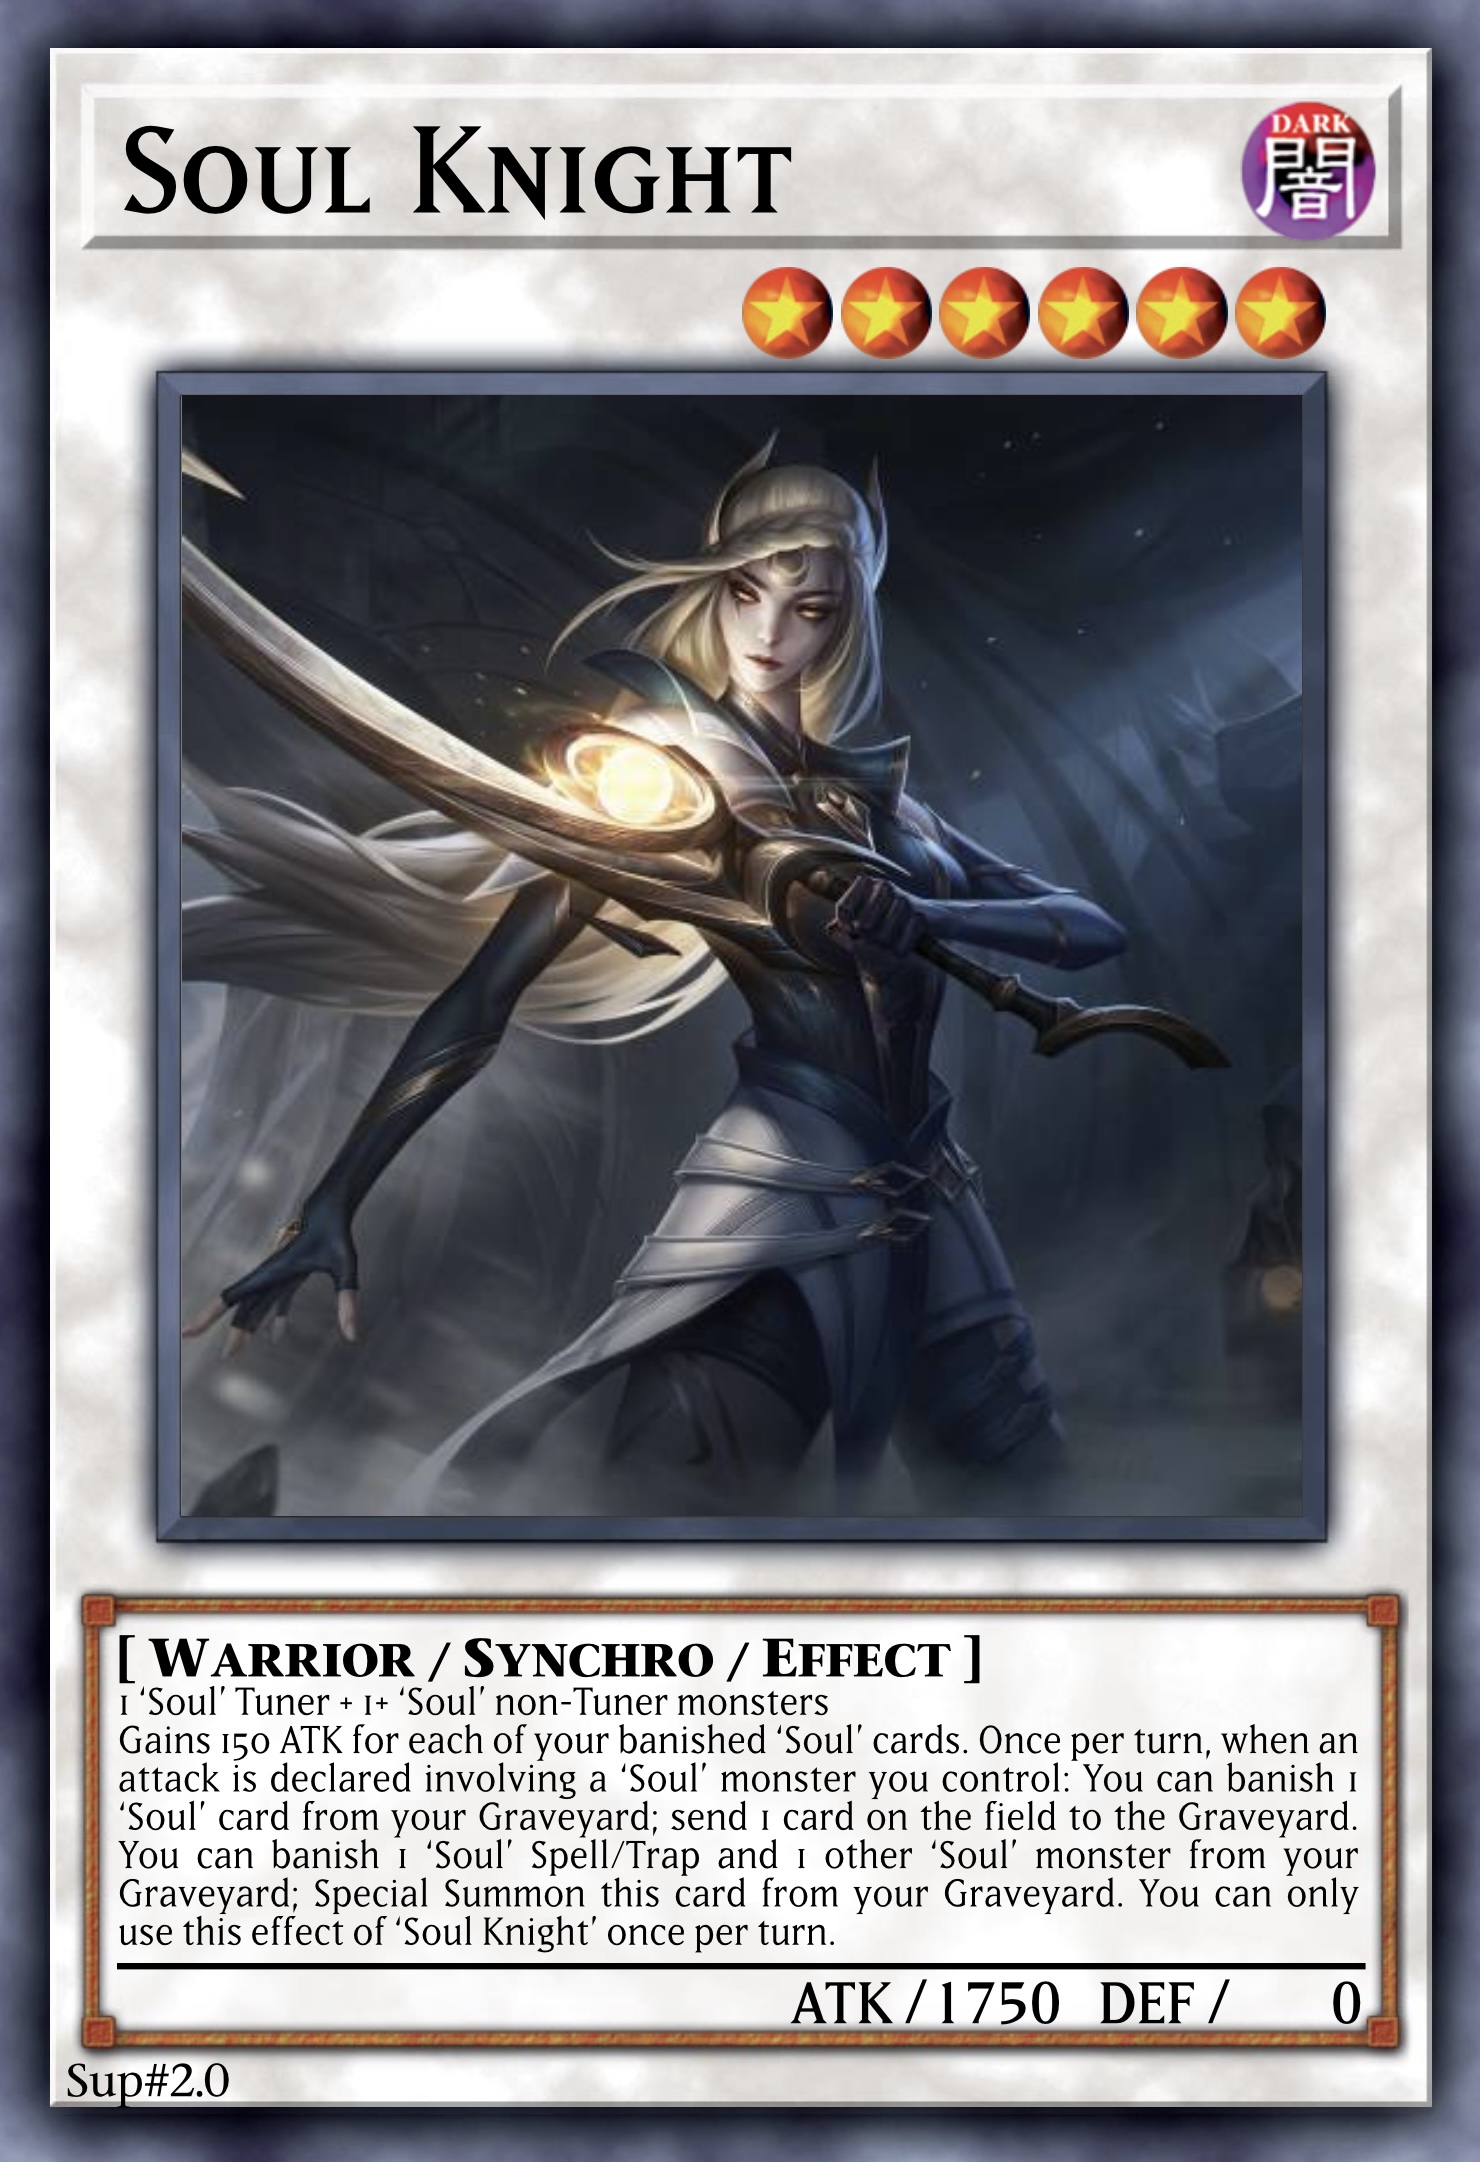 Soul Knight
DARK
闇
[ Warrior / Synchro / Effect ]
1 ‘Soul’ Tuner + 1+ ‘Soul’ non-Tuner monsters
Gains 150 ATK for each of your banished ‘Soul’ cards. Once per turn, when an
attack is declared involving a ‘Soul’ monster you control: You can banish 1
‘Soul’ card from your Graveyard; send 1 card on the field to the Graveyard.
You can banish 1 ‘Soul’ Spell/Trap and 1 other ‘Soul’ monster from your
Graveyard; Special Summon this card from your Graveyard. You can only
use this effect of ‘Soul Knight’ once per turn.
ATK / 1750 DEF / 0
Sup#2.0